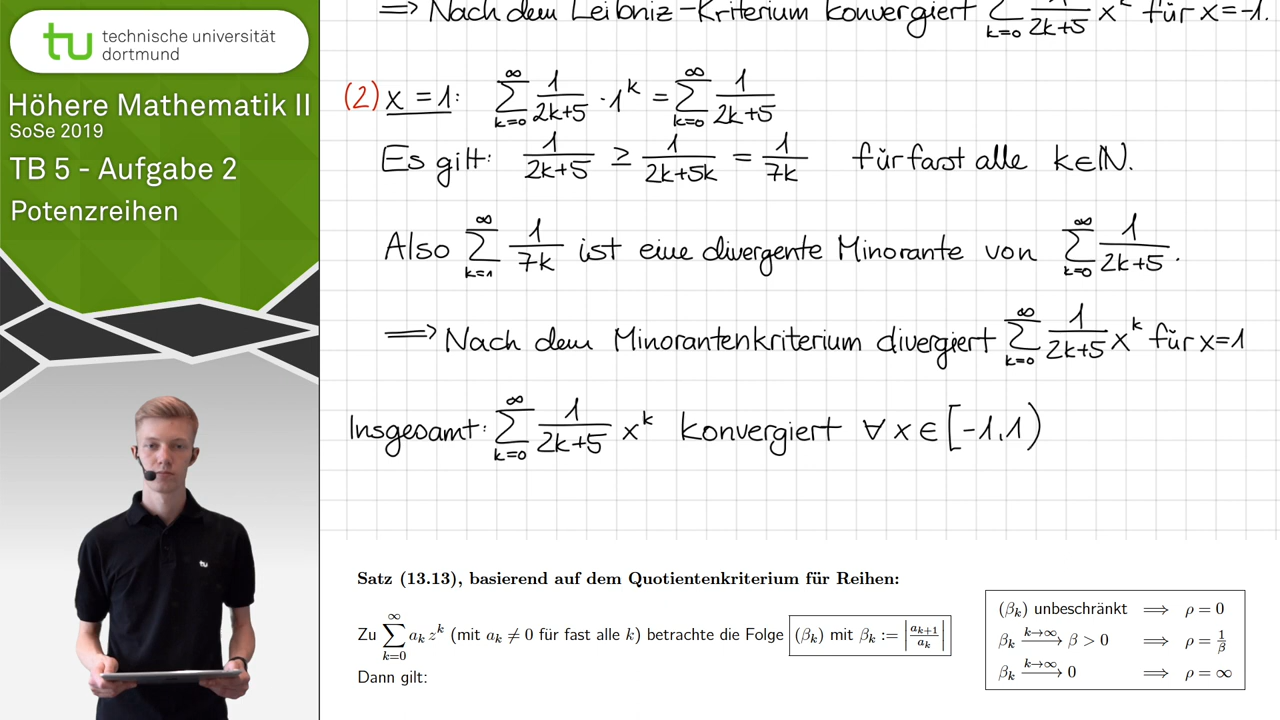 tu technische universität
dortmund
Höhere Mathematik II
SoSe 2019
TB 5 - Aufgabe 2
Potenzreihen
⟹ Nach dem Leibniz-Kriterium konvergiert ∑_{k=0} 1/(2k+5) x^k für x=-1.
(2) x=1: ∑_{k=0}^{∞} 1/(2k+5) · 1^k = ∑_{k=0}^{∞} 1/(2k+5)
Es gilt: 1/(2k+5) ≥ 1/(2k+5k) = 1/(7k) für fast alle k∈ℕ.
Also ∑_{k=1}^{∞} 1/(7k) ist eine divergente Minorante von ∑_{k=0}^{∞} 1/(2k+5).
⟹ Nach dem Minorantenkriterium divergiert ∑_{k=0}^{∞} 1/(2k+5) x^k für x=1
Insgesamt: ∑_{k=0}^{∞} 1/(2k+5) x^k konvergiert ∀ x ∈ [-1,1)
Satz (13.13), basierend auf dem Quotientenkriterium für Reihen:
Zu ∑_{k=0}^{∞} a_k z^k (mit a_k ≠ 0 für fast alle k) betrachte die Folge (β_k) mit β_k := |a_{k+1}/a_k|
Dann gilt:
(β_k) unbeschränkt ⟹ ρ = 0
β_k →^{k→∞} β > 0 ⟹ ρ = 1/β
β_k →^{k→∞} 0 ⟹ ρ = ∞
tu